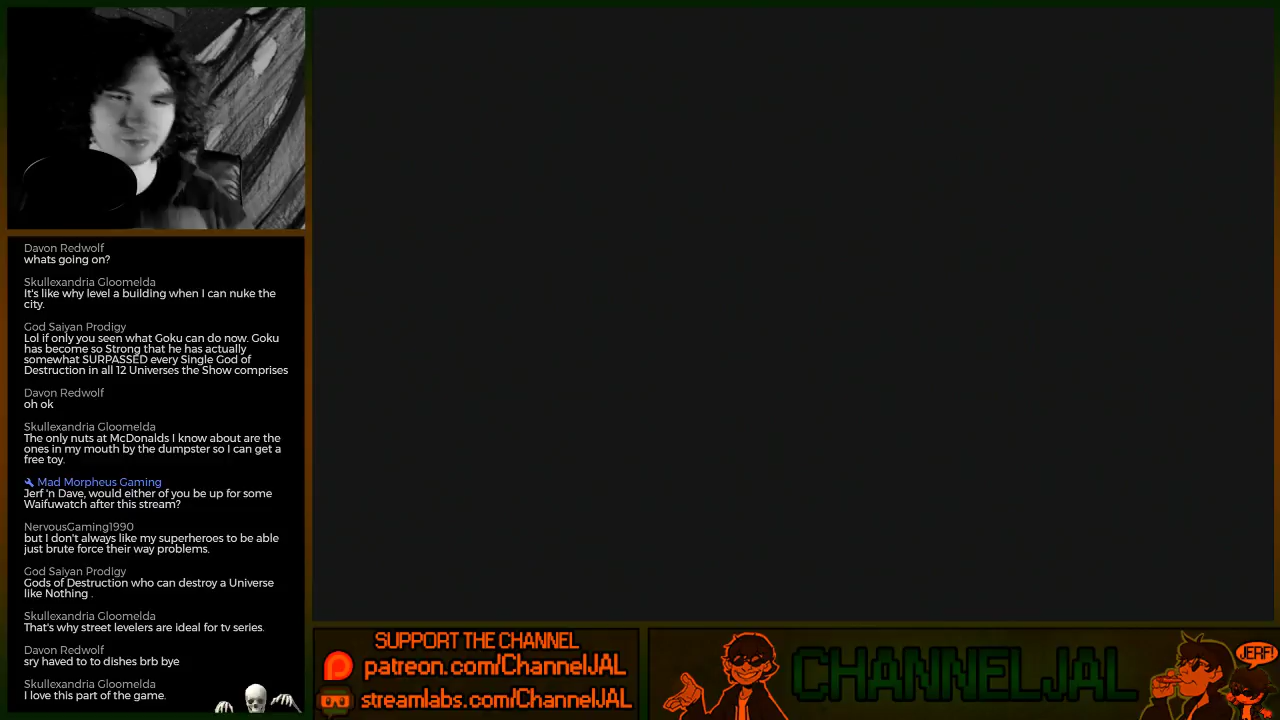 Davon Redwolf
whats going on?
Skullexandria Gloomelda
It's like why level a building when I can nuke the
city.
God Saiyan Prodigy
Lol if only you seen what Goku can do now. Goku
has become so Strong that he has actually
somewhat SURPASSED every Single God of
Destruction in all 12 Universes the Show comprises
Davon Redwolf
oh ok
Skullexandria Gloomelda
The only nuts at McDonalds I know about are the
ones in my mouth by the dumpster so I can get a
free toy.
Mad Morpheus Gaming
Jerf 'n Dave, would either of you be up for some
Waifuwatch after this stream?
NervousGaming1990
but I don't always like my superheroes to be able
just brute force their way problems.
God Saiyan Prodigy
Gods of Destruction who can destroy a Universe
like Nothing .
Skullexandria Gloomelda
That's why street levelers are ideal for tv series.
Davon Redwolf
sry haved to to dishes brb bye
Skullexandria Gloomelda
I love this part of the game.
SUPPORT THE CHANNEL
patreon.com/ChannelJAL
streamlabs.com/ChannelJAL
CHANNELJAL
JERF!